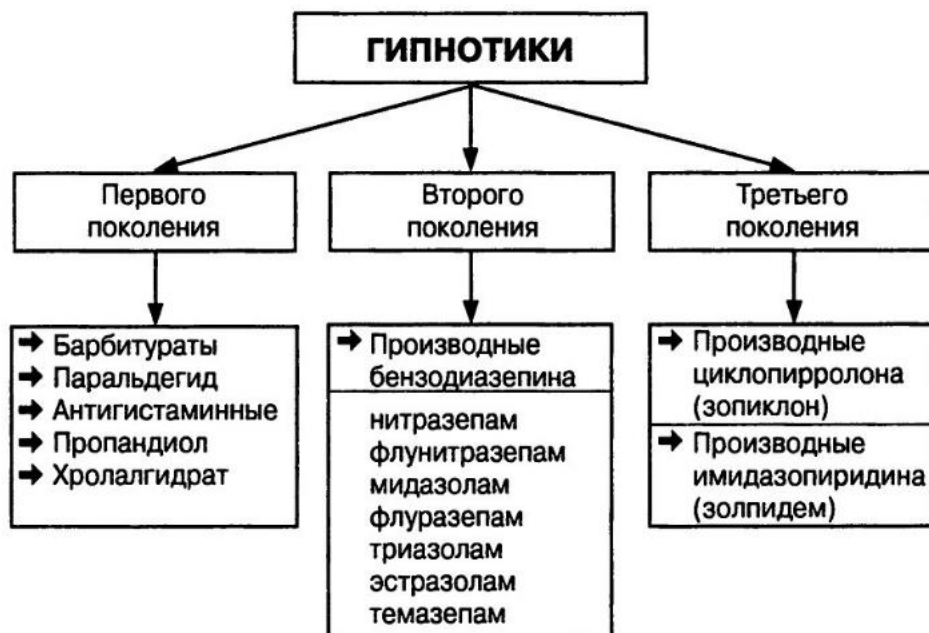 ГИПНОТИКИ
Первого
поколения
Второго
поколения
Третьего
поколения
➔ Барбитураты
➔ Паральдегид
➔ Антигистаминные
➔ Пропандиол
➔ Хролалгидрат
➔ Производные
бензодиазепина
нитразепам
флунитразепам
мидазолам
флуразепам
триазолам
эстразолам
темазепам
➔ Производные
циклопирролона
(зопиклон)
➔ Производные
имидазопиридина
(золпидем)